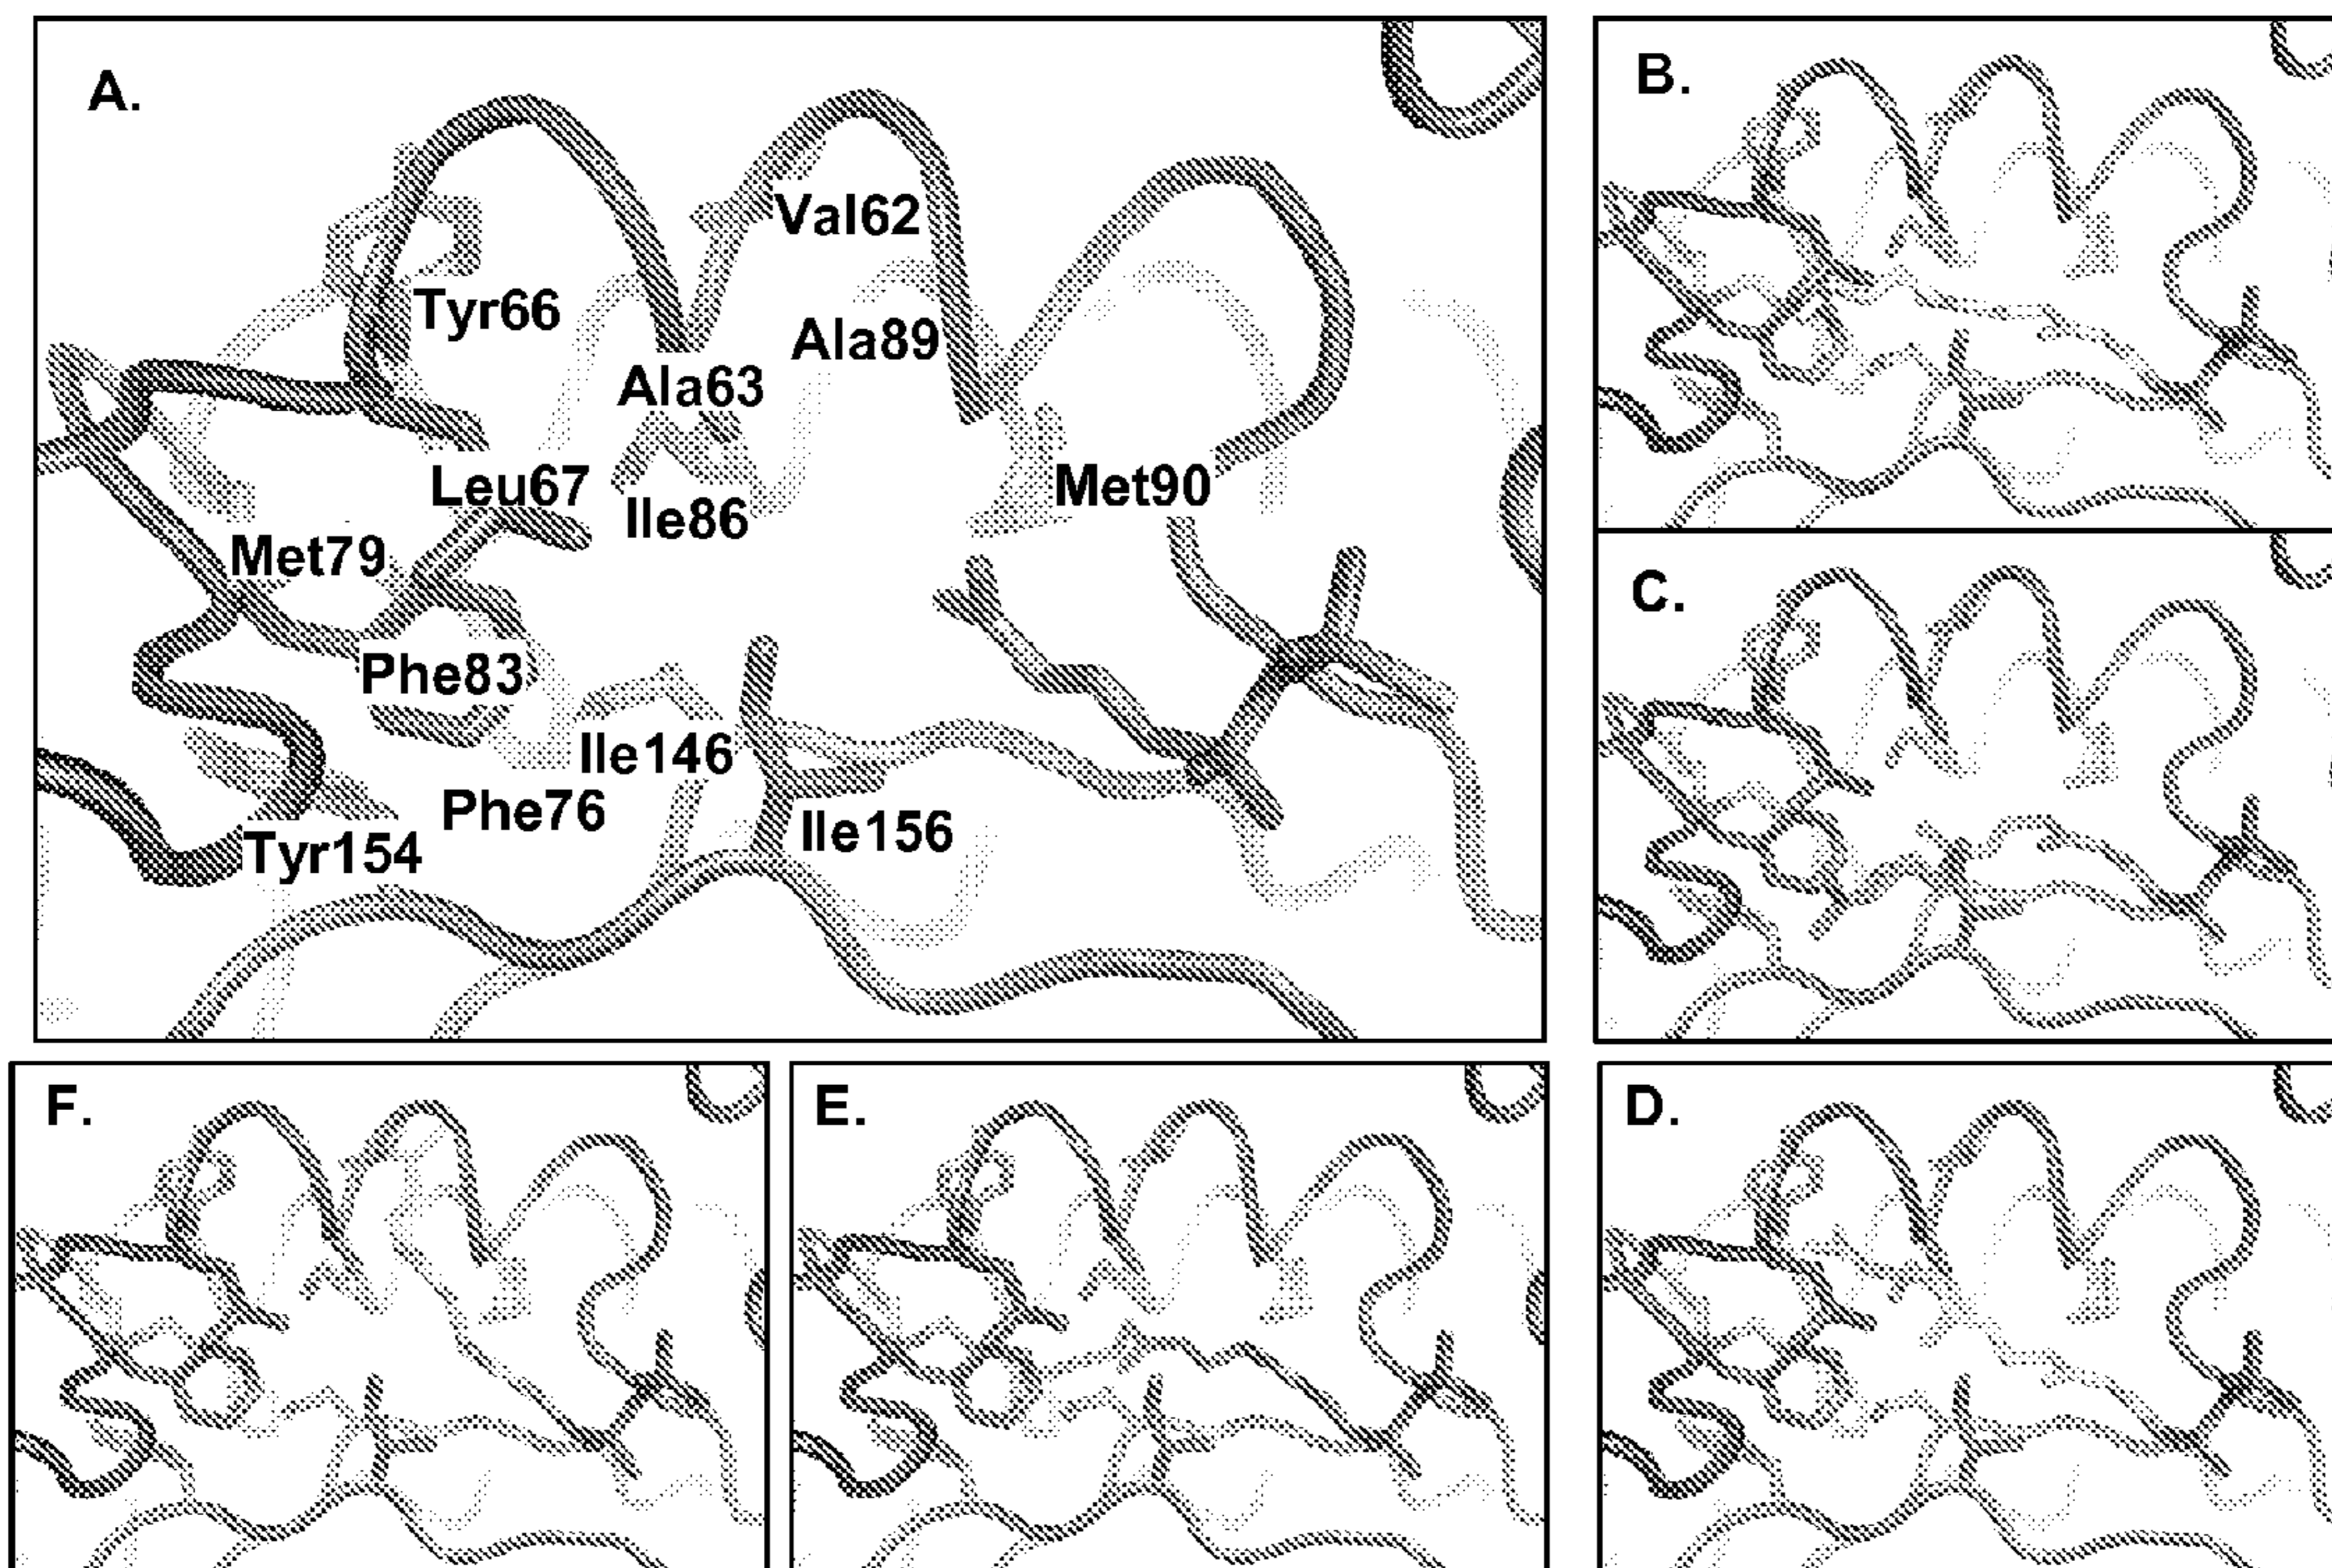 A.
Val62
Tyr66
Ala89
Ala63
Leu67
Met90
Ile86
Met79
Phe83
Ile146
Phe76
Ile156
Tyr154
B.
C.
F.
E.
D.